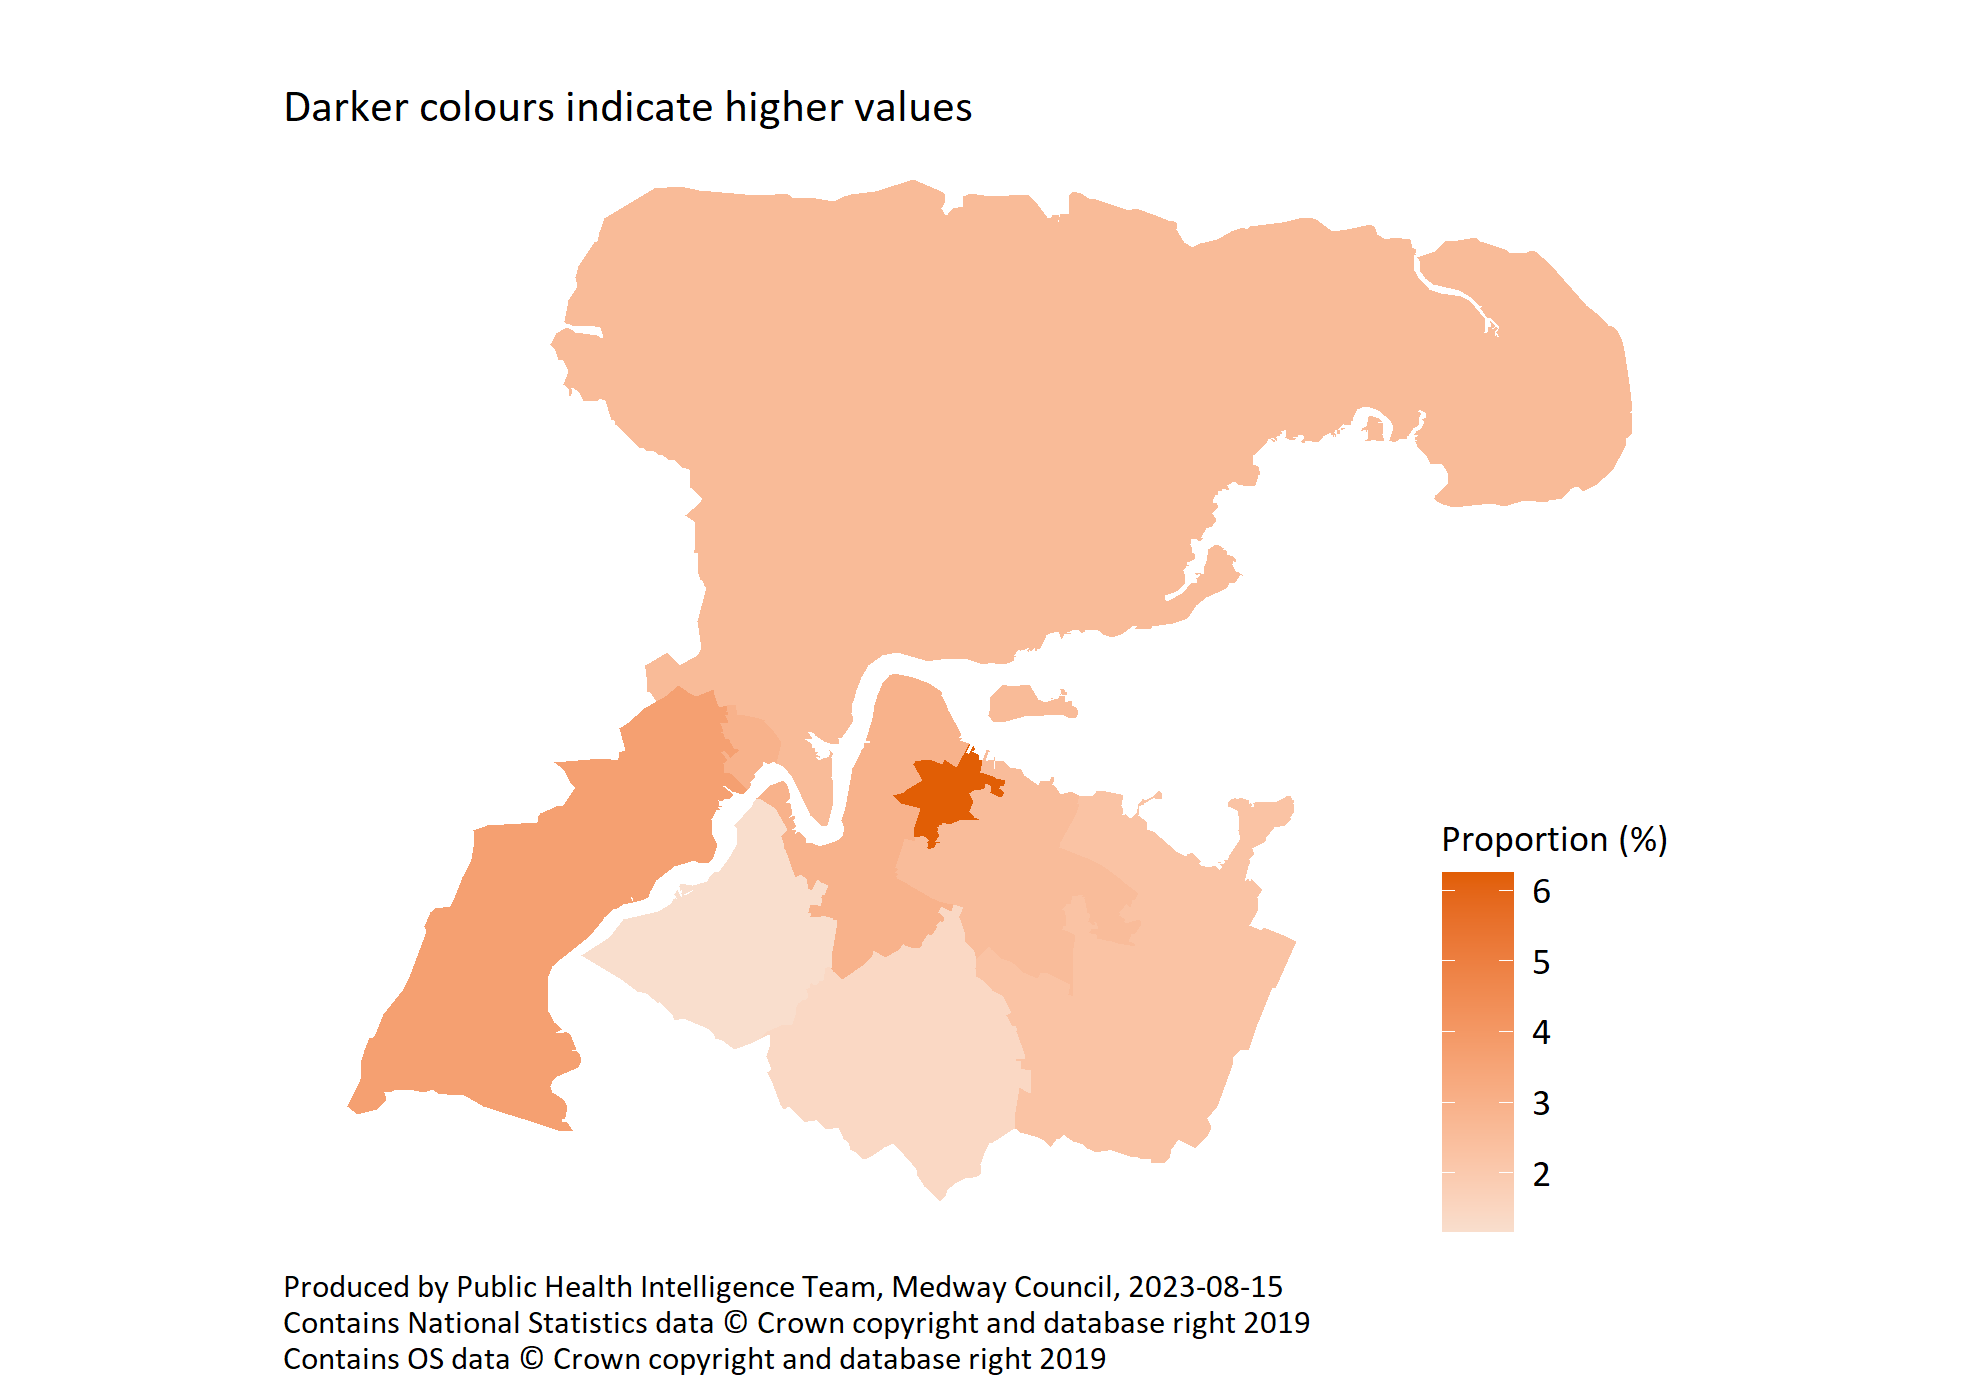 Darker colours indicate higher values
Proportion (%)
6
5
4
3
2
Produced by Public Health Intelligence Team, Medway Council, 2023-08-15
Contains National Statistics data © Crown copyright and database right 2019
Contains OS data © Crown copyright and database right 2019